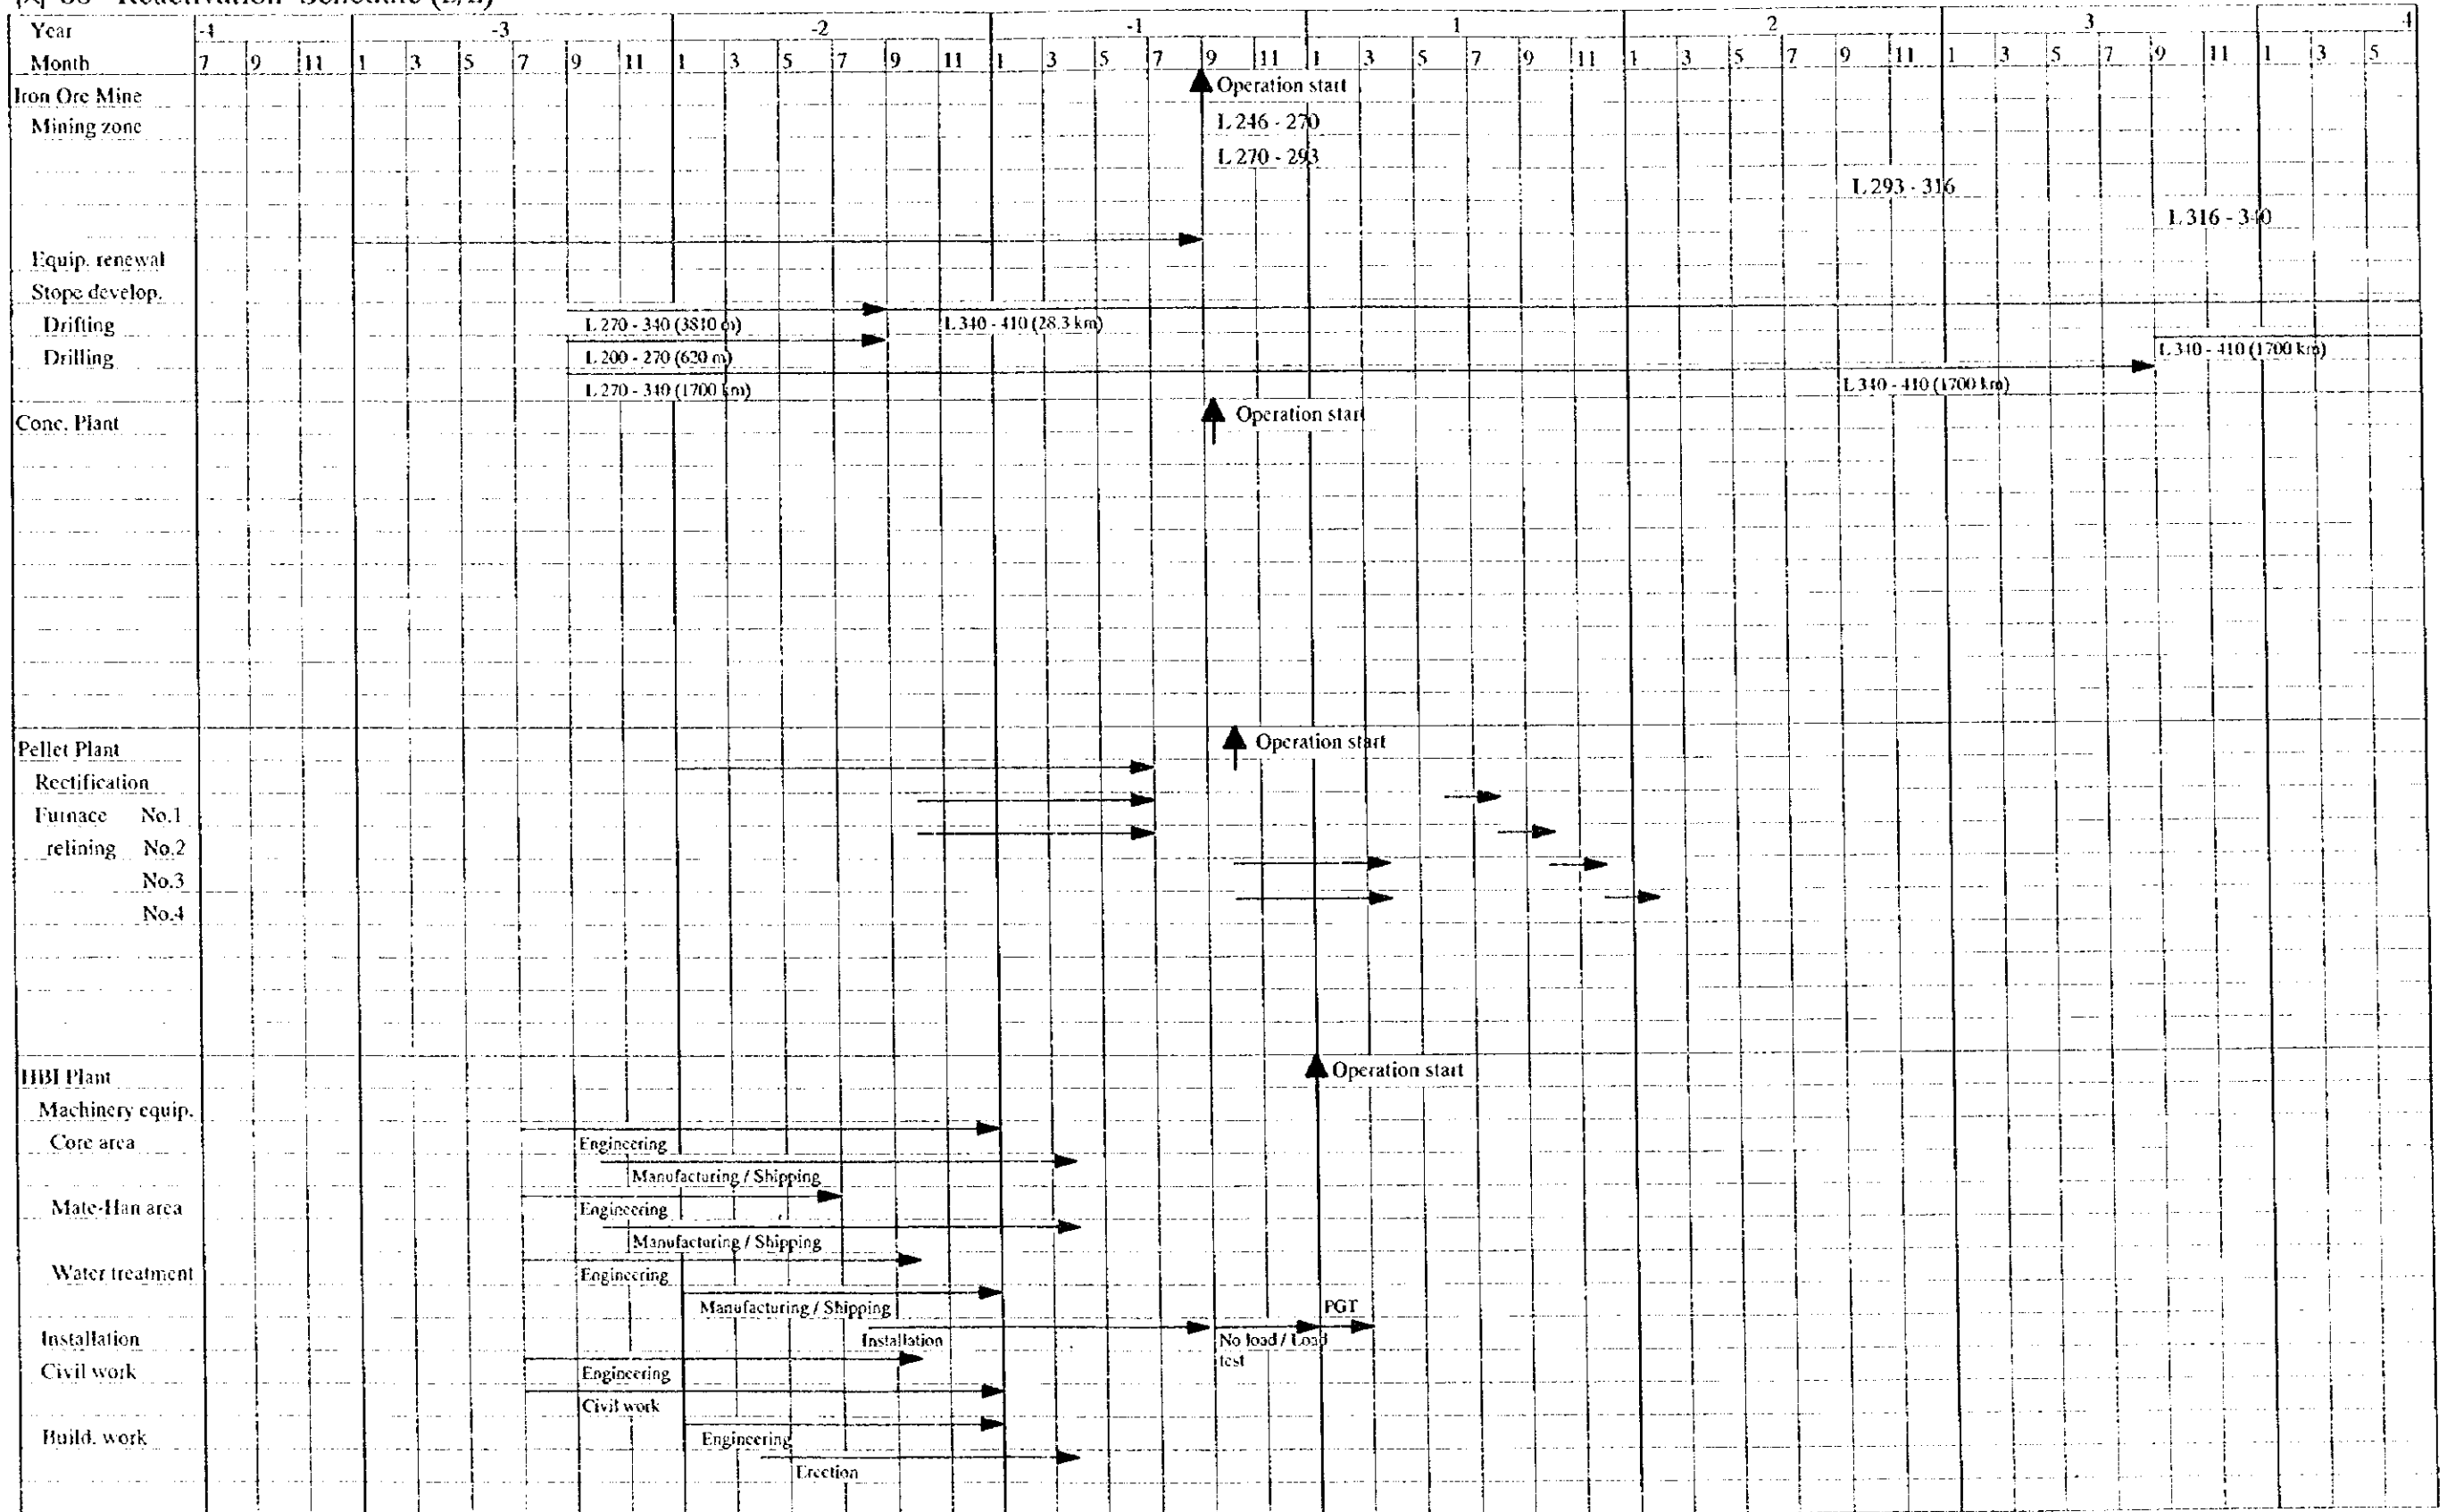 Reactivation Schedule (2/2)
Year -4 -3 -2 -1 1 2 3 4
Month 7 9 11 1 3 5 7 9 11 1 3 5 7 9 11 1 3 5 7 9 11 1 3 5 7 9 11 1 3 5 7 9 11 1 3 5 7 9 11 1 3 5
Iron Ore Mine Operation start
Mining zone L 246 - 270
L 270 - 293
L 293 - 316
L 316 - 340
Equip. renewal
Stope develop.
Drifting L 270 - 340 (3810 m) L 340 - 410 (28.3 km)
Drilling L 200 - 270 (620 m) L 340 - 410 (1700 km)
L 270 - 340 (1700 km) L 340 - 410 (1700 km)
Conc. Plant Operation start
Pellet Plant Operation start
Rectification
Furnace No.1
relining No.2
No.3
No.4
HBI Plant Operation start
Machinery equip.
Core area Engineering
Manufacturing / Shipping
Mate-Han area Engineering
Manufacturing / Shipping
Water treatment Engineering
Manufacturing / Shipping PGT
Installation Installation No load / Load
test
Civil work Engineering
Civil work
Build. work Engineering
Erection